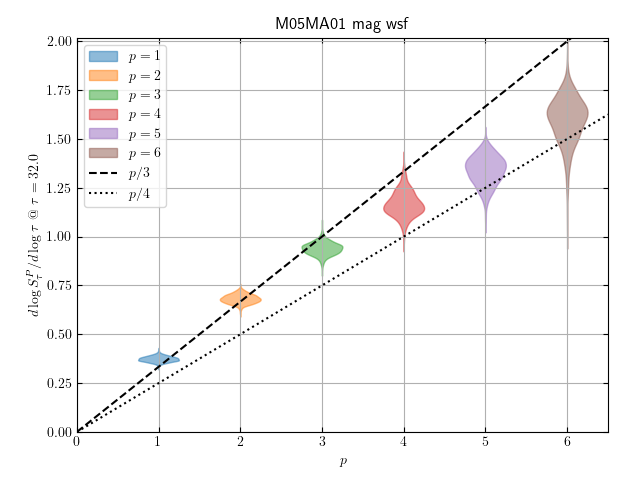 M05MA01 mag wsf
d log S_τ^p / d log τ @ τ = 32.0
2.00
1.75
1.50
1.25
1.00
0.75
0.50
0.25
0.00
p = 1
p = 2
p = 3
p = 4
p = 5
p = 6
p/3
p/4
0 1 2 3 4 5 6
p